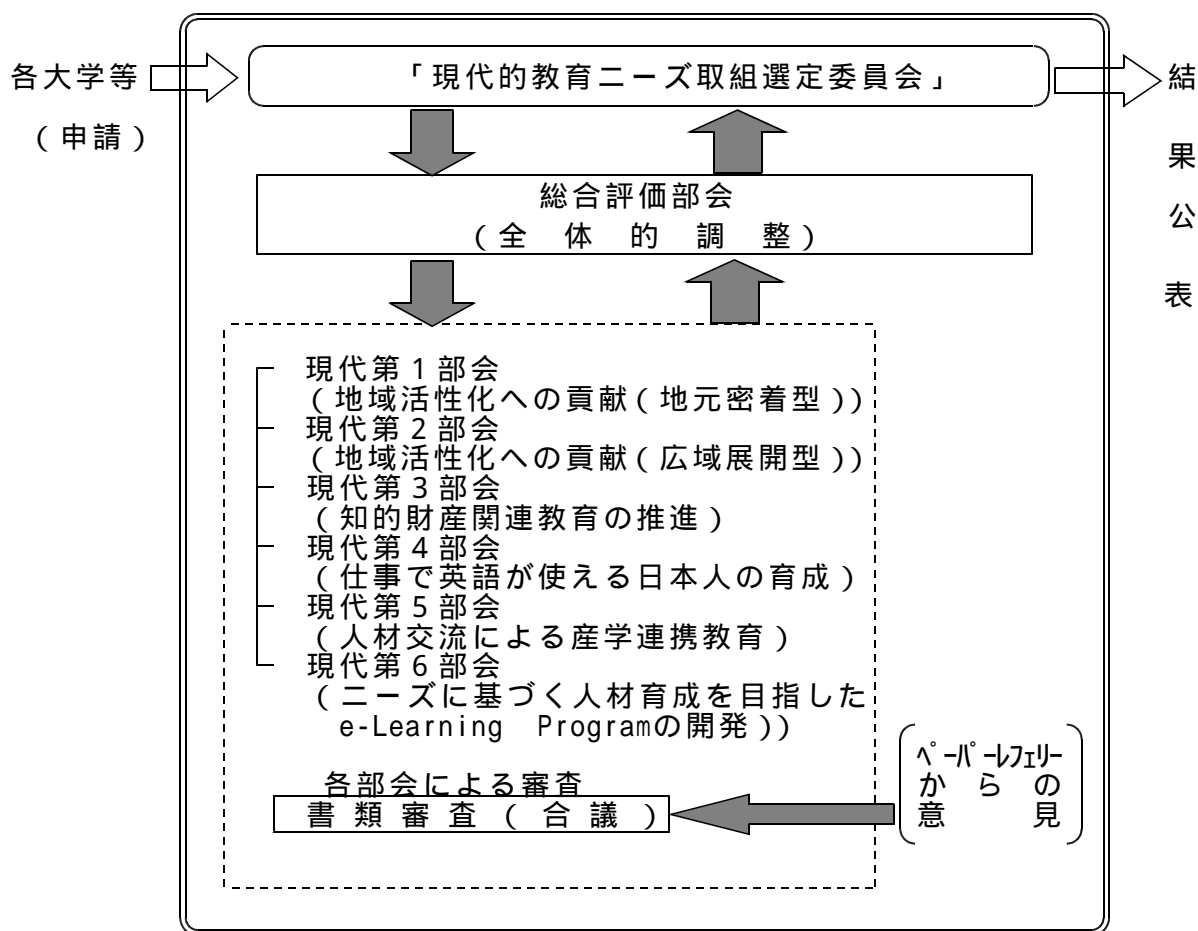 各大学等
(申請)
「現代的教育ニーズ取組選定委員会」
結果公表
総合評価部会
(全体的調整)
現代第1部会
(地域活性化への貢献(地元密着型))
現代第2部会
(地域活性化への貢献(広域展開型))
現代第3部会
(知的財産関連教育の推進)
現代第4部会
(仕事で英語が使える日本人の育成)
現代第5部会
(人材交流による産学連携教育)
現代第6部会
(ニーズに基づく人材育成を目指した
e-Learning Programの開発))
各部会による審査
書類審査(合議)
ペーパーレフェリー
からの
意見